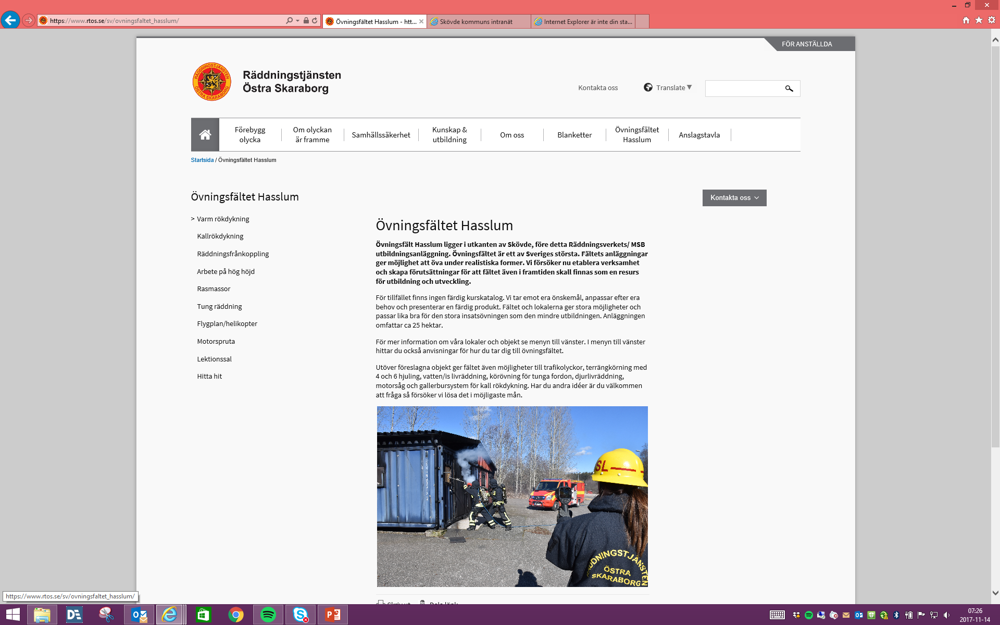 https://www.rtos.se/sv/ovningsfaltet_hasslum/
Övningsfältet Hasslum - htt...
Skövde kommuns intranät
Internet Explorer är inte din sta...
FÖR ANSTÄLLDA
RÄDDNINGSTJÄNSTEN
ÖSTRA SKARABORG
Räddningstjänsten
Östra Skaraborg
Kontakta oss
Translate
Förebygg
olycka
Om olyckan
är framme
Samhällssäkerhet
Kunskap &
utbildning
Om oss
Blanketter
Övningsfältet
Hasslum
Anslagstavla
Startsida / Övningsfältet Hasslum
Övningsfältet Hasslum
Kontakta oss
> Varm rökdykning
Kallrökdykning
Räddningsfrånkoppling
Arbete på hög höjd
Rasmassor
Tung räddning
Flygplan/helikopter
Motorspruta
Lektionssal
Hitta hit
Övningsfältet Hasslum
Övningsfält Hasslum ligger i utkanten av Skövde, före detta Räddningsverkets/ MSB
utbildningsanläggning. Övningsfältet är ett av Sveriges största. Fältets anläggningar
ger möjlighet att öva under realistiska former. Vi försöker nu etablera verksamhet
och skapa förutsättningar för att fältet även i framtiden skall finnas som en resurs
för utbildning och utveckling.
För tillfället finns ingen färdig kurskatalog. Vi tar emot era önskemål, anpassar efter era
behov och presenterar en färdig produkt. Fältet och lokalerna ger stora möjligheter och
passar lika bra för den stora insatsövningen som den mindre utbildningen. Anläggningen
omfattar ca 25 hektar.
För mer information om våra lokaler och objekt se menyn till vänster. I menyn till vänster
hittar du också anvisningar för hur du tar dig till övningsfältet.
Utöver föreslagna objekt ger fältet även möjligheter till trafikolyckor, terrängkörning med
4 och 6 hjuling, vatten/is livräddning, körövning för tunga fordon, djurlivräddning,
motorsåg och gallerbursystem för kall rökdykning. Har du andra idéer är du välkommen
att fråga så försöker vi lösa det i möjligaste mån.
SL
DDNINGSTJÄNSTEN
ÖSTRA
SKARABORG
Skriv ut
Dela länk
https://www.rtos.se/sv/ovningsfaltet_hasslum/
07:26
2017-11-14